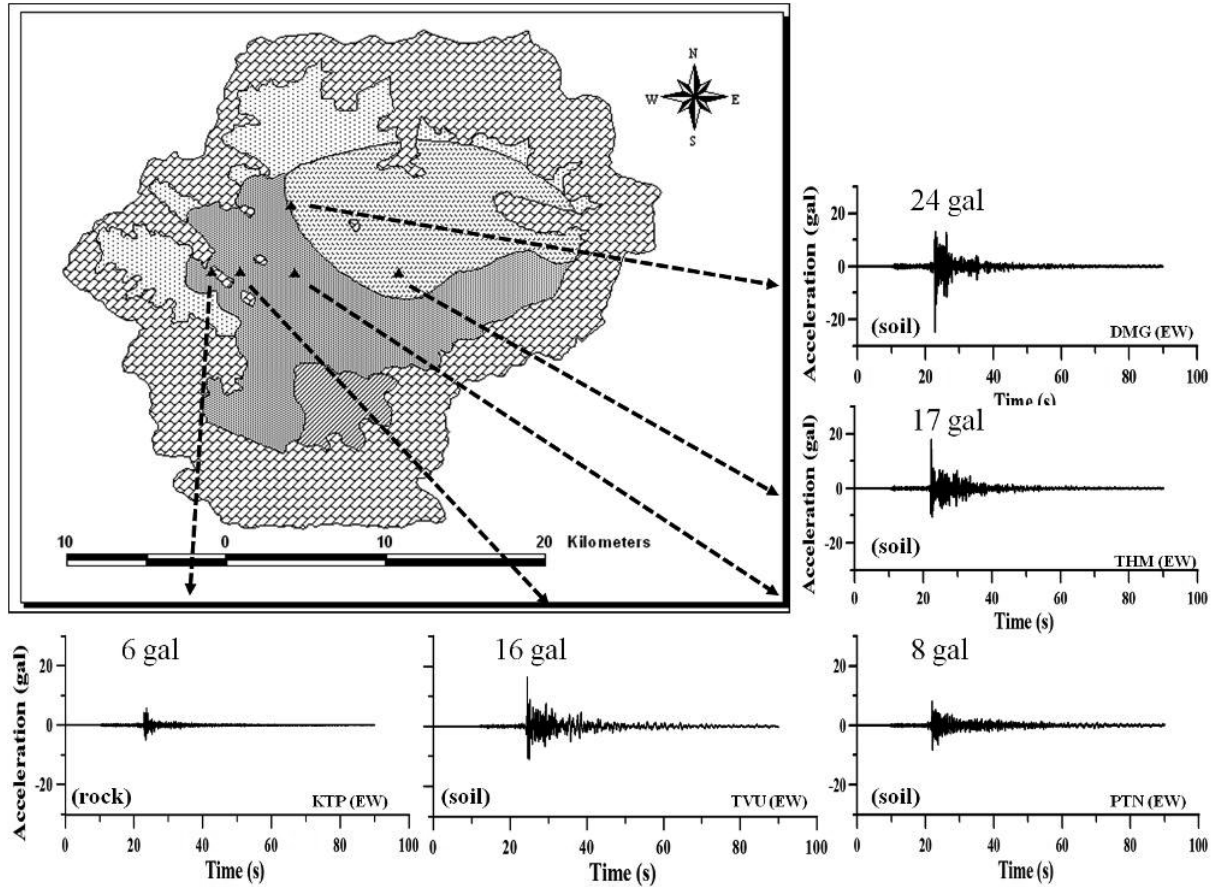 N
W E
S
10 0 10 20 Kilometers
24 gal
Acceleration (gal)
20
0
-20
(soil)
DMG (EW)
0 20 40 60 80 100
Time (s)
17 gal
Acceleration (gal)
20
0
-20
(soil)
THM (EW)
0 20 40 60 80 100
Time (s)
6 gal
Acceleration (gal)
20
0
-20
(rock)
KTP (EW)
0 20 40 60 80 100
Time (s)
16 gal
(soil)
TVU (EW)
0 20 40 60 80 100
Time (s)
8 gal
Acceleration (gal)
20
0
-20
(soil)
PTN (EW)
0 20 40 60 80 100
Time (s)